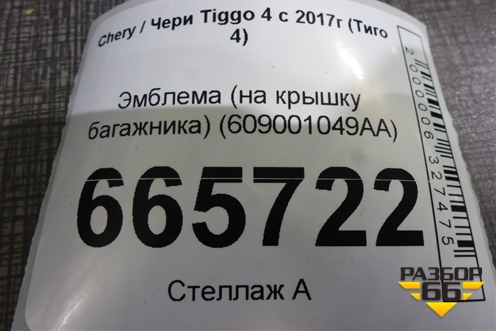 Chery / Чери Tiggo 4 с 2017г (Тиго
4)
Эмблема (на крышку
багажника) (609001049AA)
665722
Стеллаж А
2000006327475
РАЗБОР
66